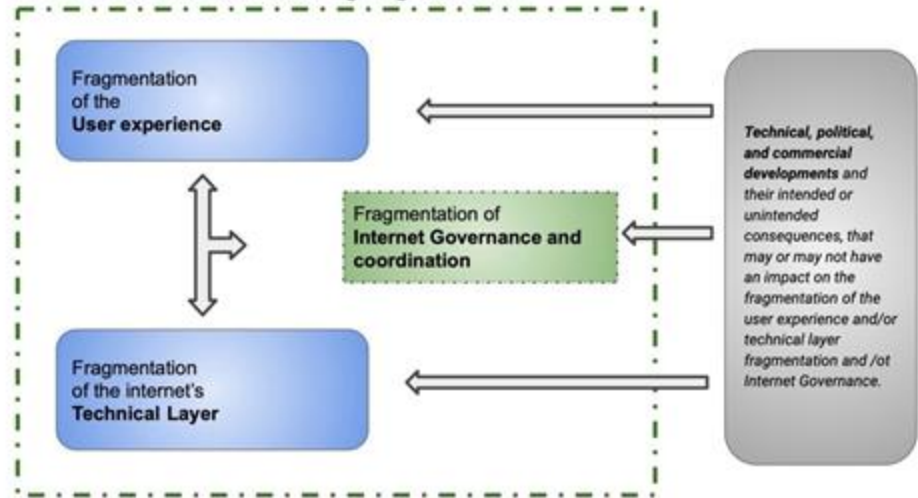 Fragmentation
of the
User experience
Fragmentation of
Internet Governance and
coordination
Fragmentation
of the internet's
Technical Layer
Technical, political,
and commercial
developments and
their intended or
unintended
consequences, that
may or may not have
an impact on the
fragmentation of the
user experience and/or
technical layer
fragmentation and /ot
Internet Governance.